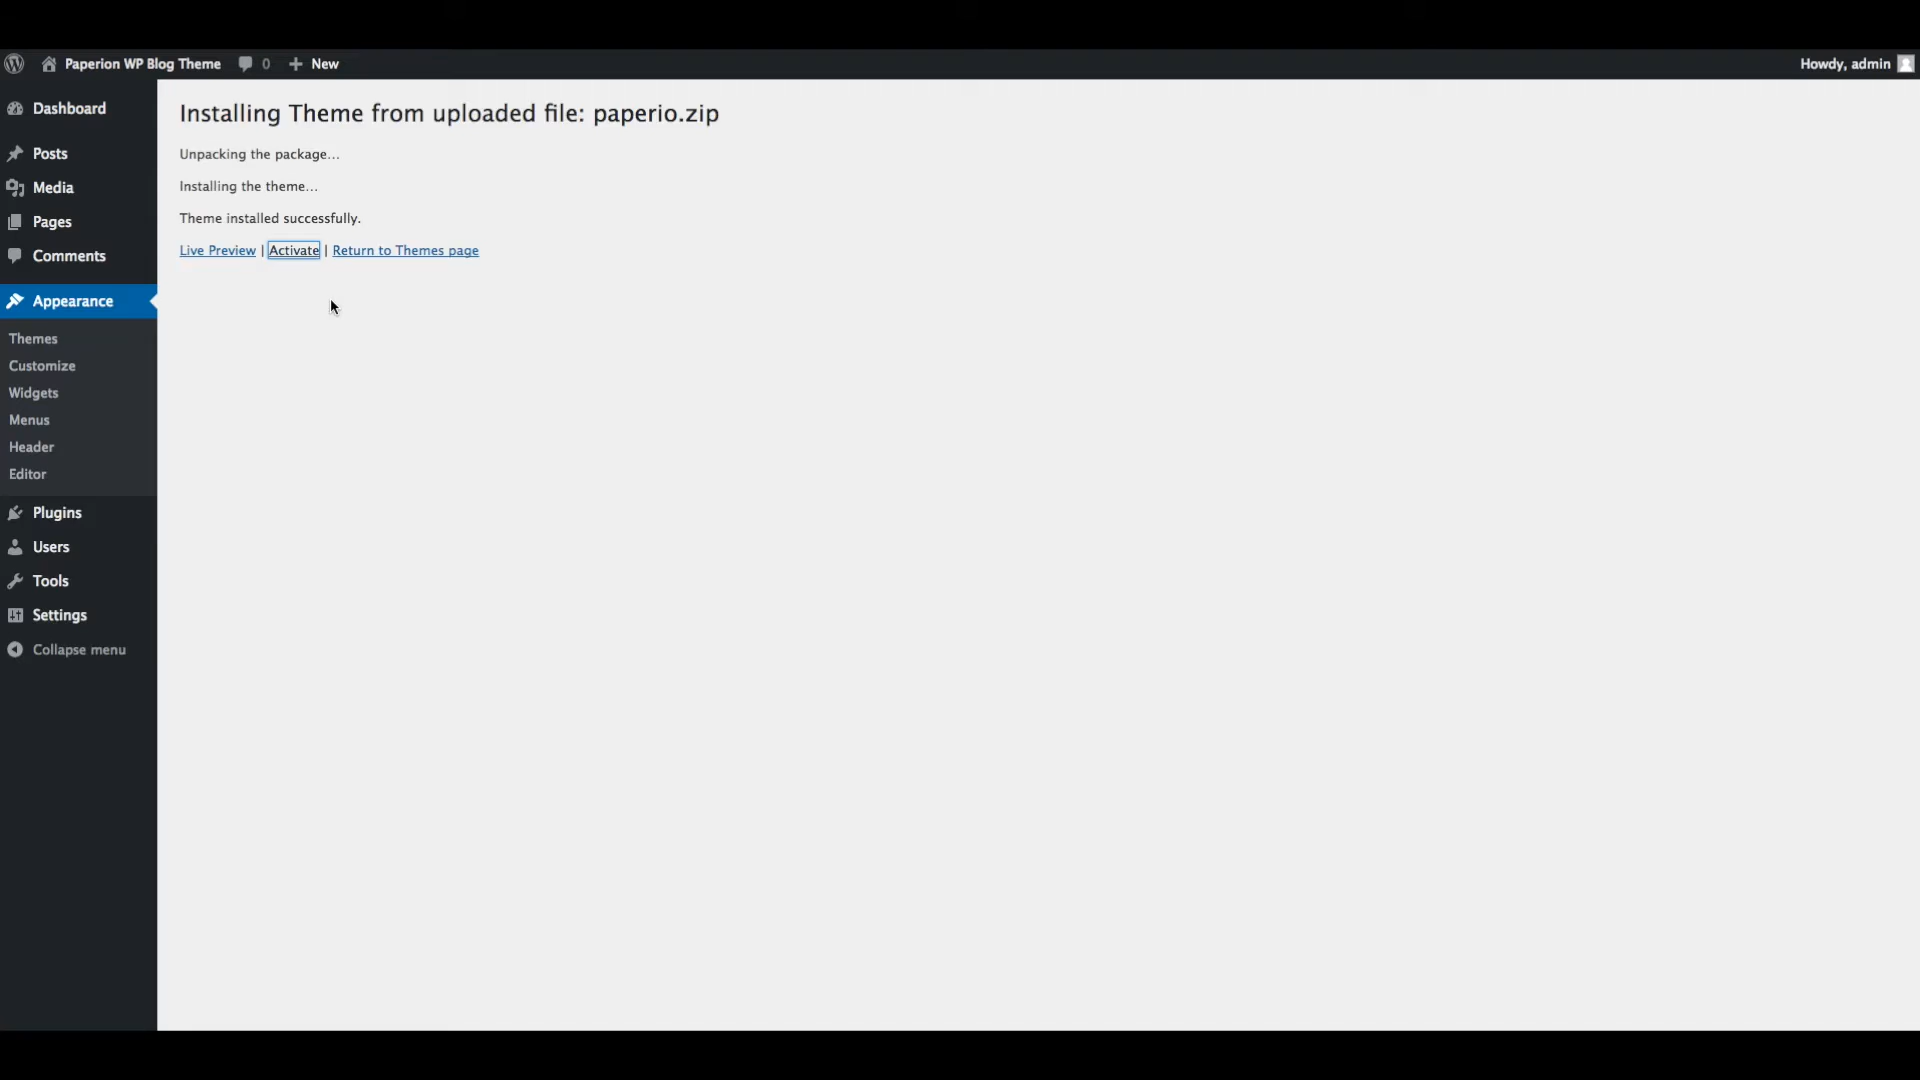 Paperion WP Blog Theme 0 New Howdy, admin
Dashboard
Posts
Media
Pages
Comments
Appearance
Themes
Customize
Widgets
Menus
Header
Editor
Plugins
Users
Tools
Settings
Collapse menu
Installing Theme from uploaded file: paperio.zip
Unpacking the package…
Installing the theme…
Theme installed successfully.
Live Preview | Activate | Return to Themes page